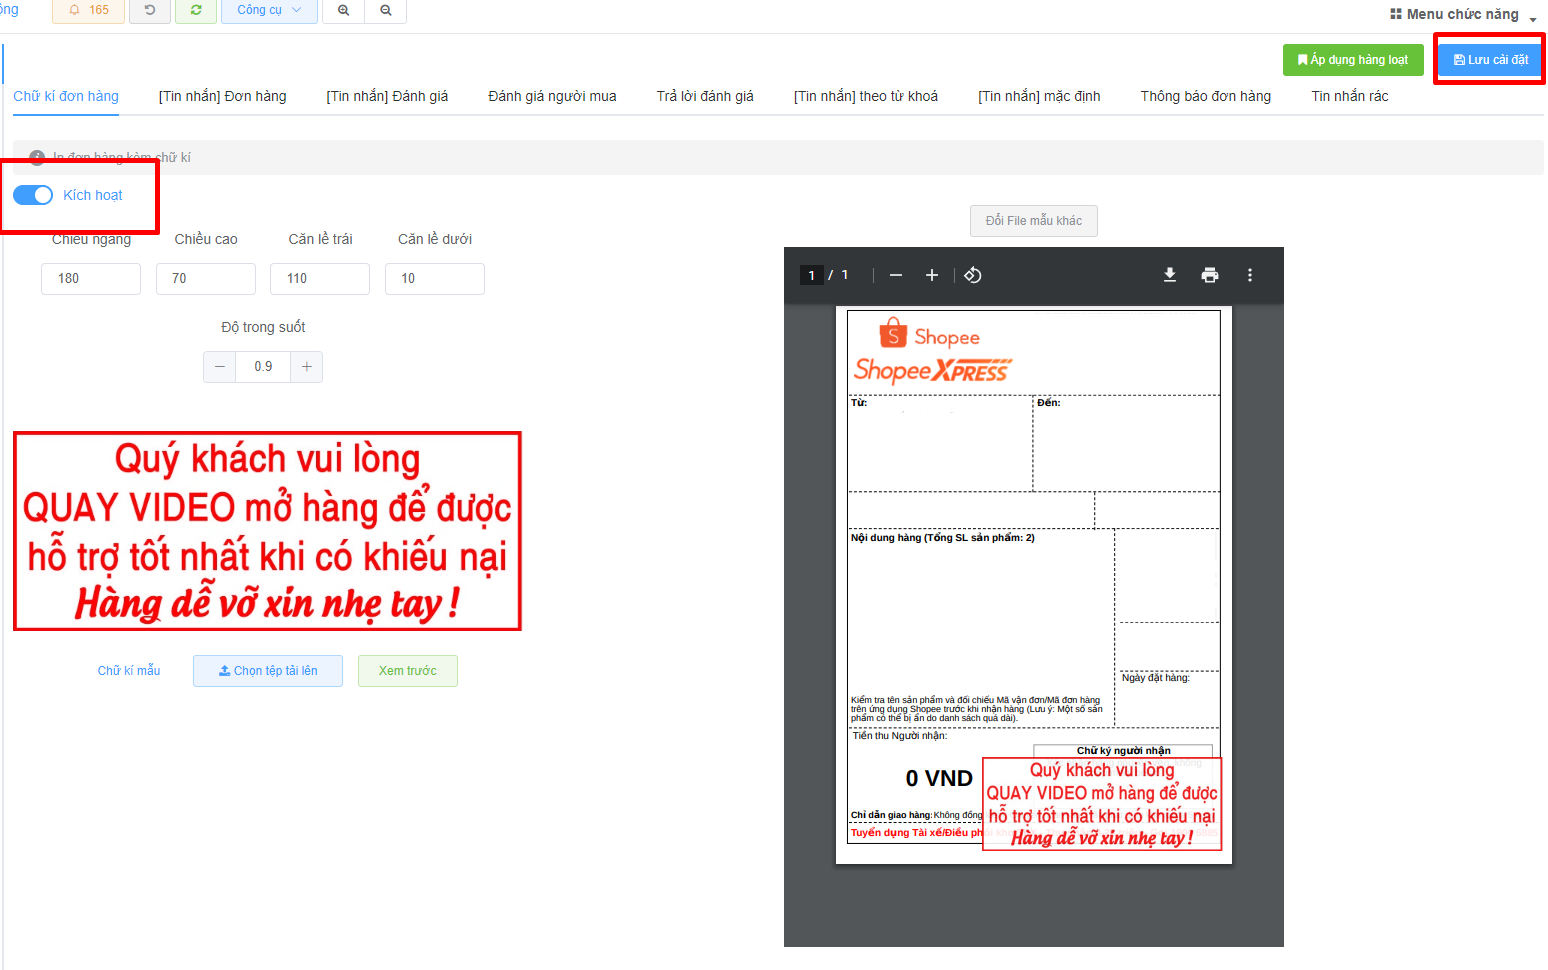 ộng
165
Công cụ
Menu chức năng
Áp dụng hàng loạt
Lưu cài đặt
Chữ kí đơn hàng
[Tin nhắn] Đơn hàng
[Tin nhắn] Đánh giá
Đánh giá người mua
Trả lời đánh giá
[Tin nhắn] theo từ khoá
[Tin nhắn] mặc định
Thông báo đơn hàng
Tin nhắn rác
In đơn hàng kèm chữ kí
Kích hoạt
Chiều ngang
Chiều cao
Căn lề trái
Căn lề dưới
180
70
110
10
Độ trong suốt
0.9
Quý khách vui lòng
QUAY VIDEO mở hàng để được
hỗ trợ tốt nhất khi có khiếu nại
Hàng dễ vỡ xin nhẹ tay !
Chữ kí mẫu
Chọn tệp tải lên
Xem trước
Đổi File mẫu khác
1 / 1
Shopee
Shopee XPRESS
Từ:
Đến:
Nội dung hàng (Tổng SL sản phẩm: 2)
Ngày đặt hàng:
Kiểm tra tên sản phẩm và đối chiếu Mã vận đơn/Mã đơn hàng
trên ứng dụng Shopee trước khi nhận hàng (Lưu ý: Một số sản
phẩm có thể bị ẩn do danh sách quá dài).
Tiền thu Người nhận:
0 VND
Chữ ký người nhận
Chỉ dẫn giao hàng: Không đồng
Tuyển dụng Tài xế/Điều phối
Quý khách vui lòng
QUAY VIDEO mở hàng để được
hỗ trợ tốt nhất khi có khiếu nại
Hàng dễ vỡ xin nhẹ tay !